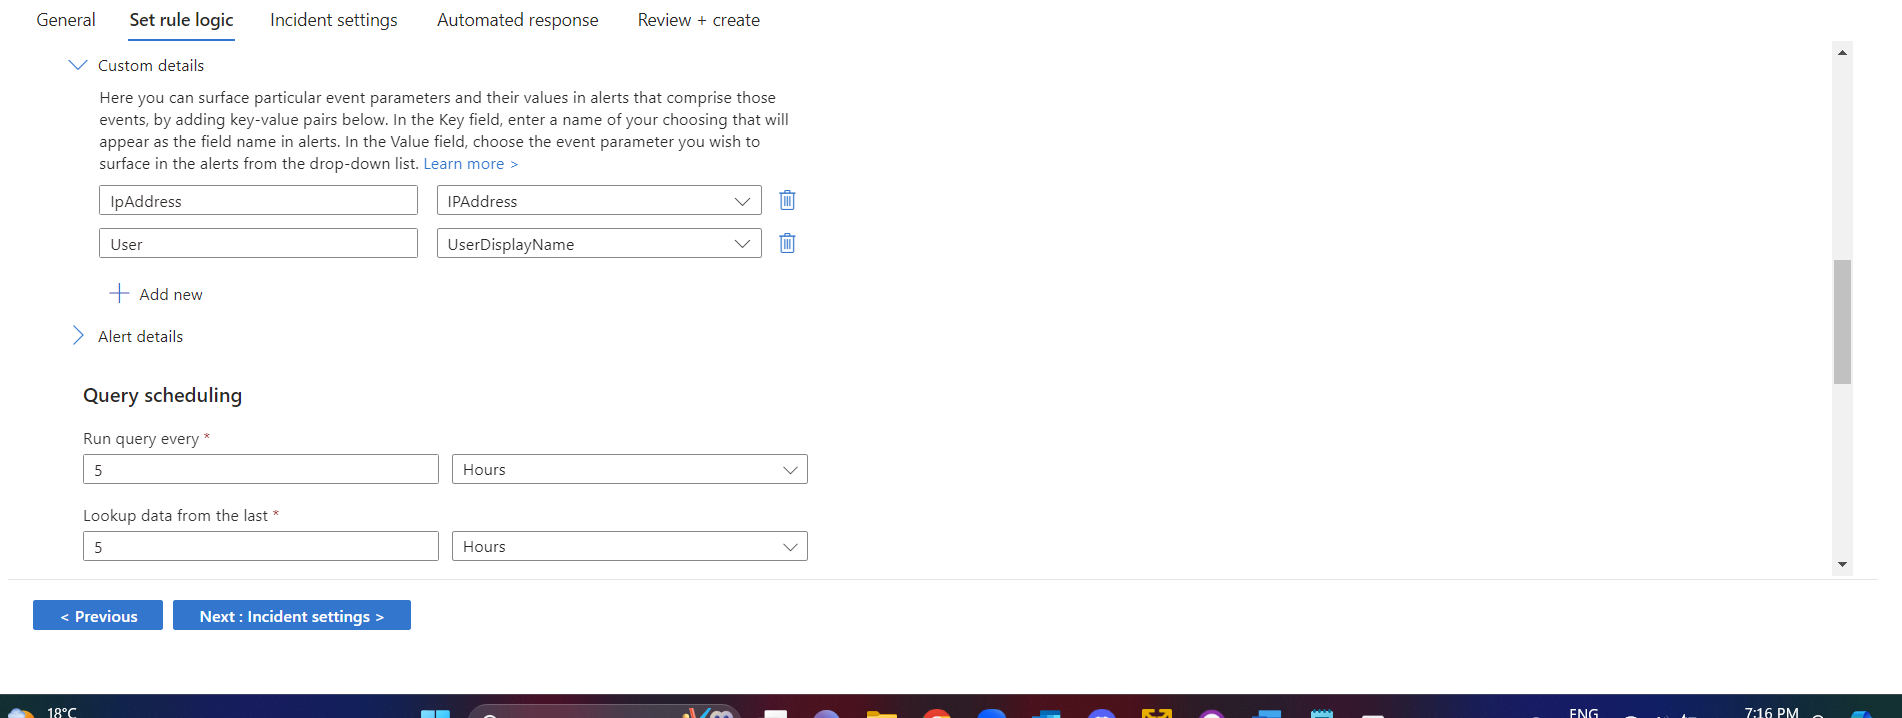 General Set rule logic Incident settings Automated response Review + create
Custom details
Here you can surface particular event parameters and their values in alerts that comprise those
events, by adding key-value pairs below. In the Key field, enter a name of your choosing that will
appear as the field name in alerts. In the Value field, choose the event parameter you wish to
surface in the alerts from the drop-down list. Learn more >
IpAddress IPAddress
User UserDisplayName
+ Add new
Alert details
Query scheduling
Run query every *
5 Hours
Lookup data from the last *
5 Hours
< Previous Next : Incident settings >
18°C ENG 7:16 PM